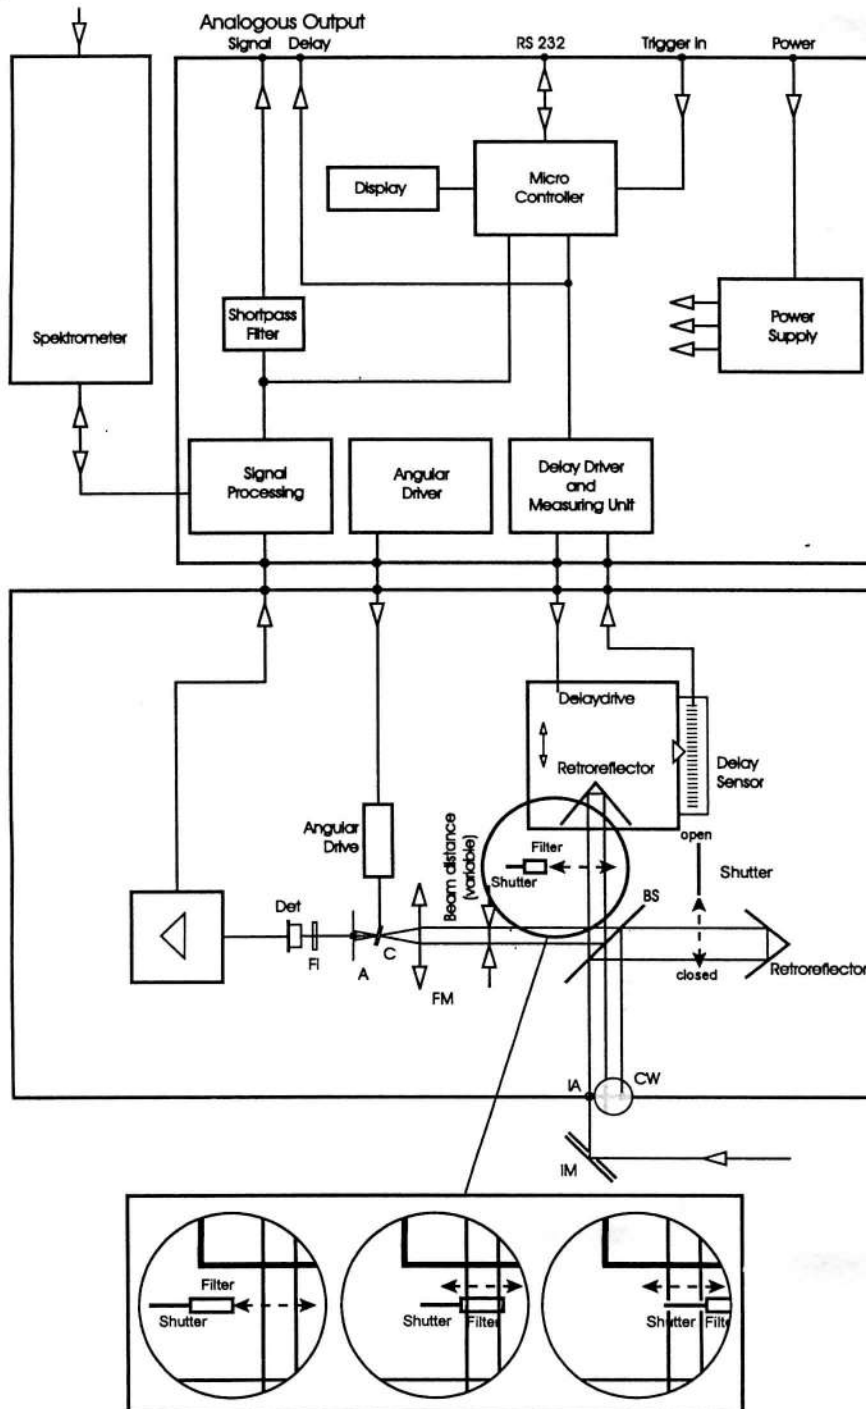 Analogous Output
Signal Delay RS 232 Trigger In Power
Display
Micro
Controller
Shortpass
Filter
Spektrometer
Power
Supply
Signal
Processing
Angular
Driver
Delay Driver
and
Measuring Unit
Delaydrive
Retroreflector
Delay
Sensor
Angular
Drive
Beam distance
(variable)
Filter
Shutter
open
Shutter
BS
closed
Retroreflector
Det
FI
A
C
FM
IA
CW
IM
Filter
Shutter
Shutter
Filter
Shutter
Filte